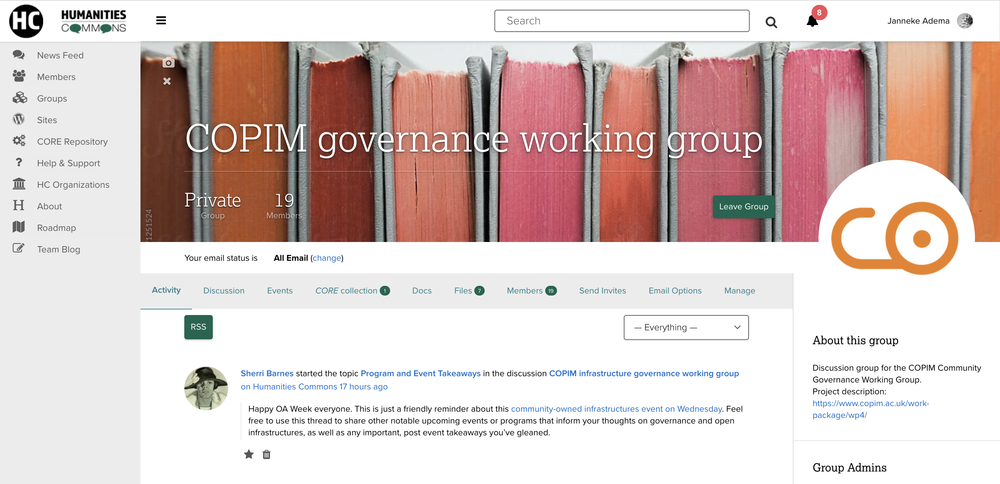 HC
HUMANITIES
COMMONS
Search
8
Janneke Adema
News Feed
Members
Groups
Sites
CORE Repository
Help & Support
HC Organizations
About
Roadmap
Team Blog
COPIM governance working group
Private
Group
19
Members
Leave Group
1251524
Your email status is All Email (change)
Activity
Discussion
Events
CORE collection 1
Docs
Files 7
Members 19
Send Invites
Email Options
Manage
RSS
— Everything —
Sherri Barnes started the topic Program and Event Takeaways in the discussion COPIM infrastructure governance working group
on Humanities Commons 17 hours ago
Happy OA Week everyone. This is just a friendly reminder about this community-owned infrastructures event on Wednesday. Feel
free to use this thread to share other notable upcoming events or programs that inform your thoughts on governance and open
infrastructures, as well as any important, post event takeaways you’ve gleaned.
About this group
Discussion group for the COPIM Community
Governance Working Group.
Project description:
https://www.copim.ac.uk/work-
package/wp4/
Group Admins